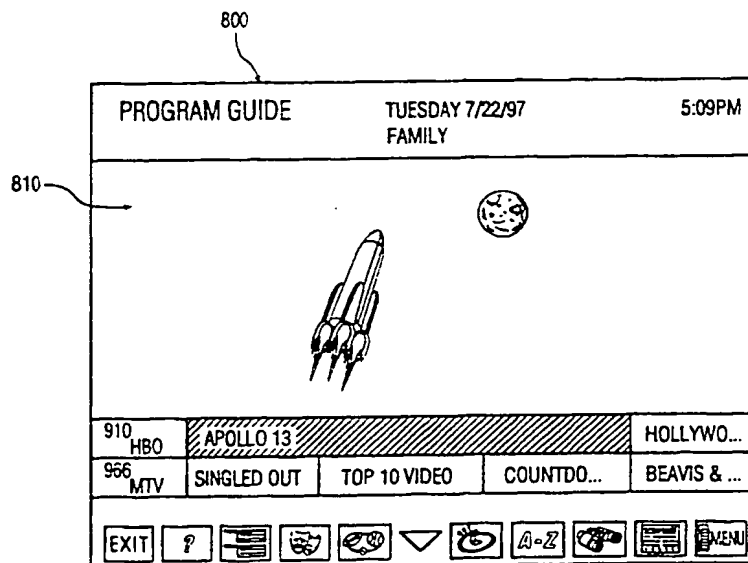 800
PROGRAM GUIDE TUESDAY 7/22/97 5:09PM
FAMILY
810
910 HBO APOLLO 13 HOLLYWO...
966 MTV SINGLED OUT TOP 10 VIDEO COUNTDO... BEAVIS & ...
EXIT ? A-Z MENU